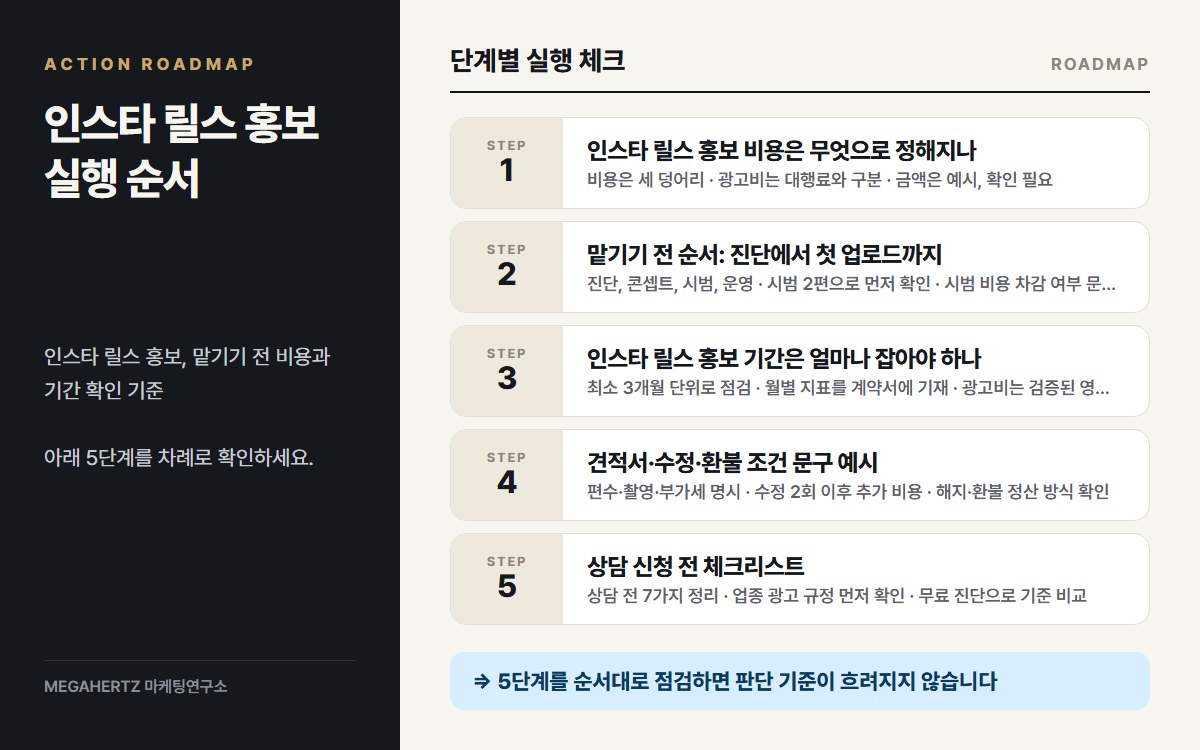 ACTION ROADMAP
인스타 릴스 홍보
실행 순서
인스타 릴스 홍보, 맡기기 전 비용과
기간 확인 기준
아래 5단계를 차례로 확인하세요.
MEGAHERTZ 마케팅연구소
단계별 실행 체크
ROADMAP
STEP
1
인스타 릴스 홍보 비용은 무엇으로 정해지나
비용은 세 덩어리 · 광고비는 대행료와 구분 · 금액은 예시, 확인 필요
STEP
2
맡기기 전 순서: 진단에서 첫 업로드까지
진단, 콘셉트, 시범, 운영 · 시범 2편으로 먼저 확인 · 시범 비용 차감 여부 문...
STEP
3
인스타 릴스 홍보 기간은 얼마나 잡아야 하나
최소 3개월 단위로 점검 · 월별 지표를 계약서에 기재 · 광고비는 검증된 영...
STEP
4
견적서·수정·환불 조건 문구 예시
편수·촬영·부가세 명시 · 수정 2회 이후 추가 비용 · 해지·환불 정산 방식 확인
STEP
5
상담 신청 전 체크리스트
상담 전 7가지 정리 · 업종 광고 규정 먼저 확인 · 무료 진단으로 기준 비교
⇒ 5단계를 순서대로 점검하면 판단 기준이 흐려지지 않습니다